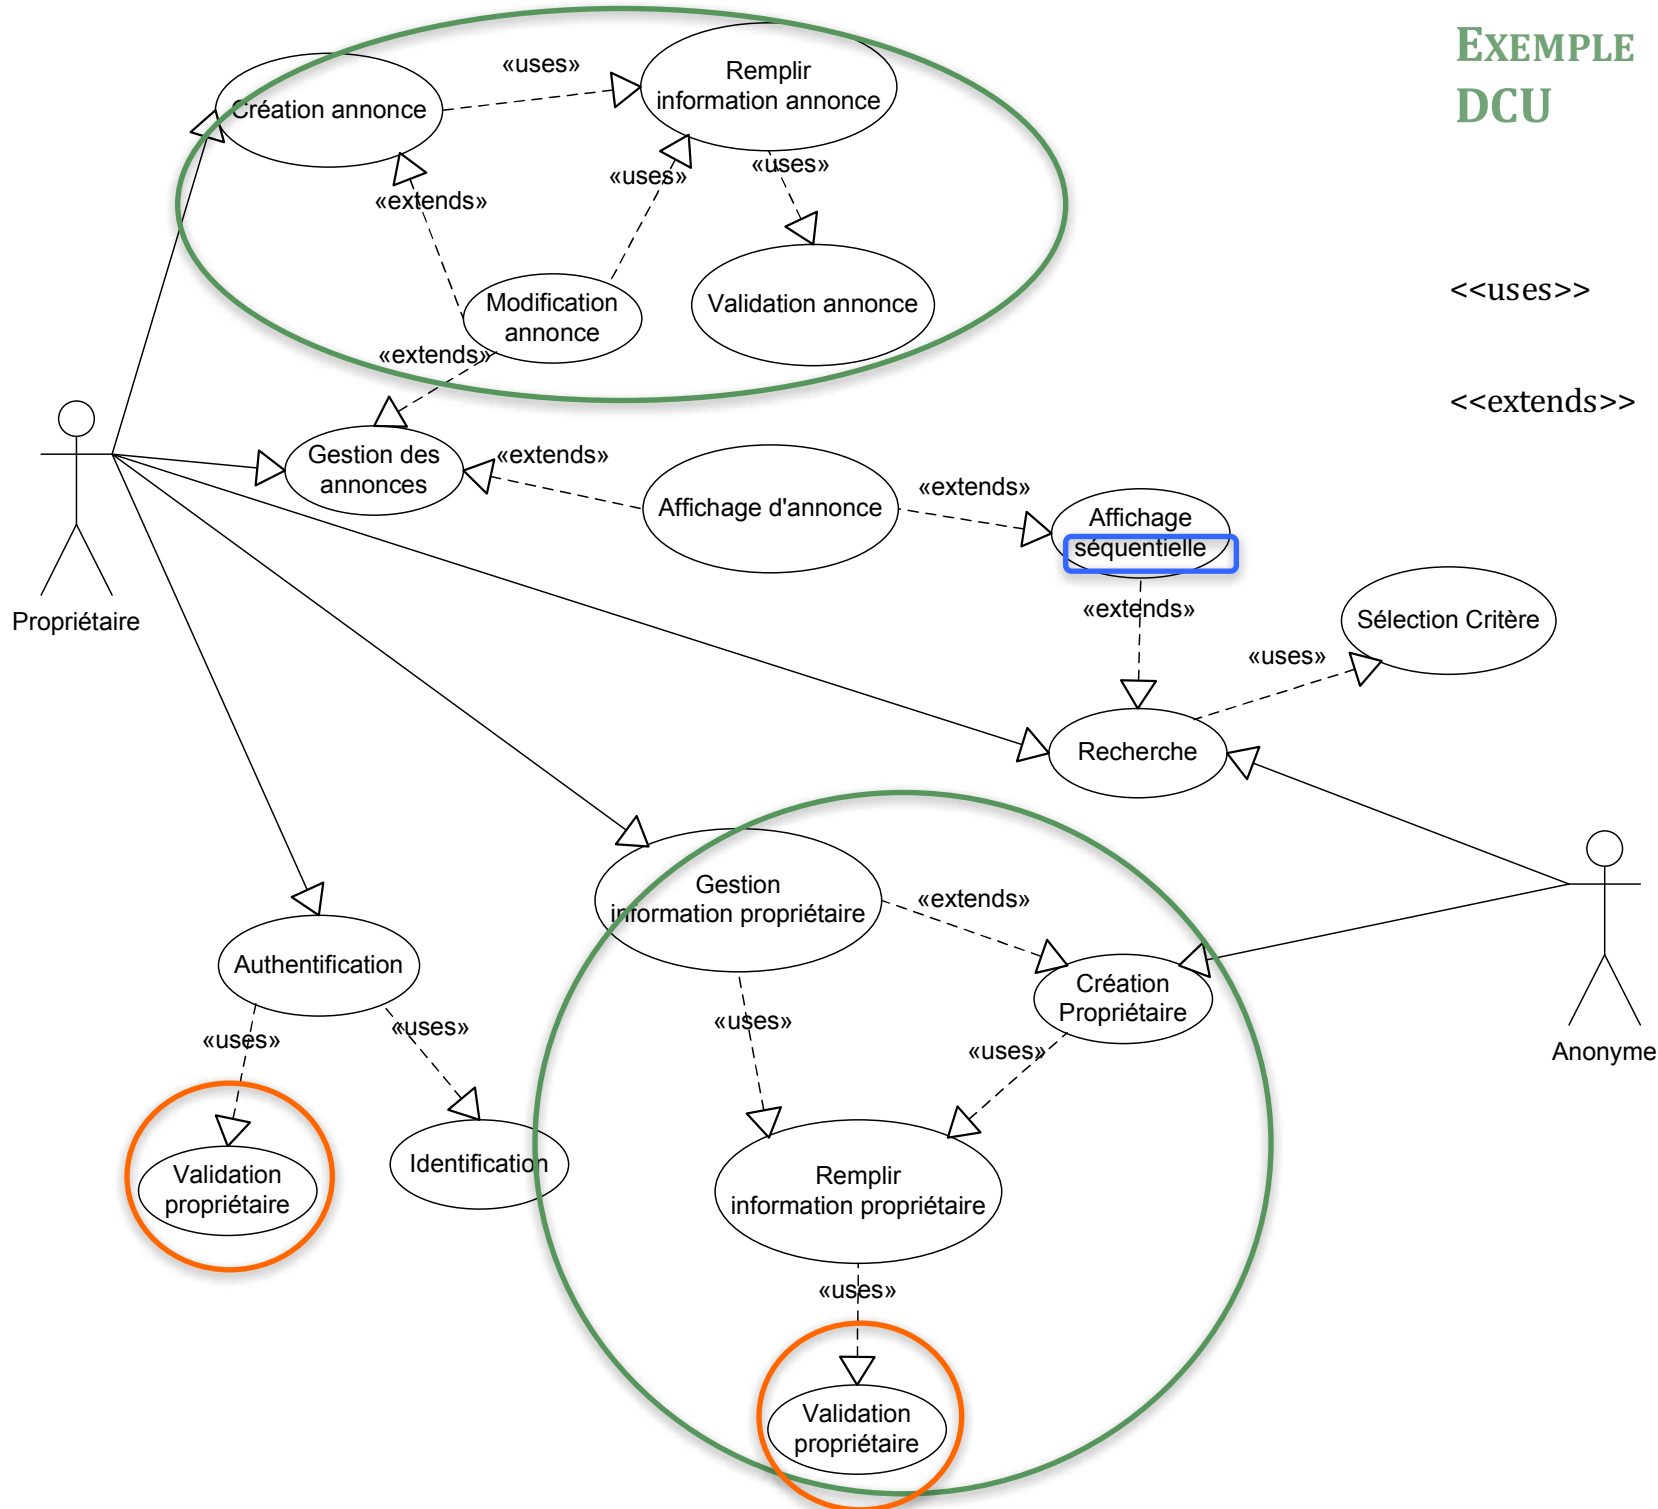 EXEMPLE
DCU
«uses»
Remplir
information annonce
Création annonce
«uses»
«uses»
«extends»
<<uses>>
Modification
annonce
Validation annonce
«extends»
<<extends>>
Gestion des
annonces
«extends»
Affichage d'annonce
«extends»
Affichage
séquentielle
Propriétaire
«extends»
Sélection Critère
«uses»
Recherche
Gestion
information propriétaire
«extends»
Authentification
Création
Propriétaire
«uses»
«uses»
«uses»
«uses»
Anonyme
Validation
propriétaire
Identification
Remplir
information propriétaire
«uses»
Validation
propriétaire